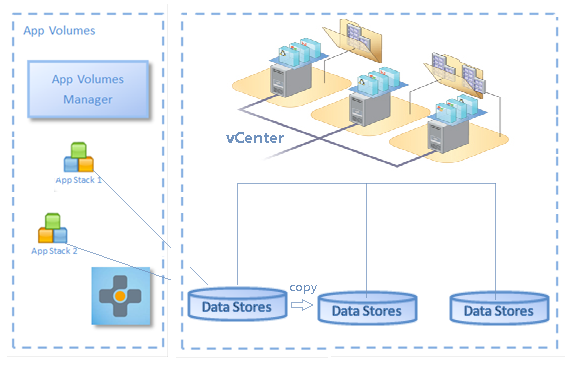 App Volumes
App Volumes
Manager
App Stack 1
App Stack 2
vCenter
copy
Data Stores
Data Stores
Data Stores